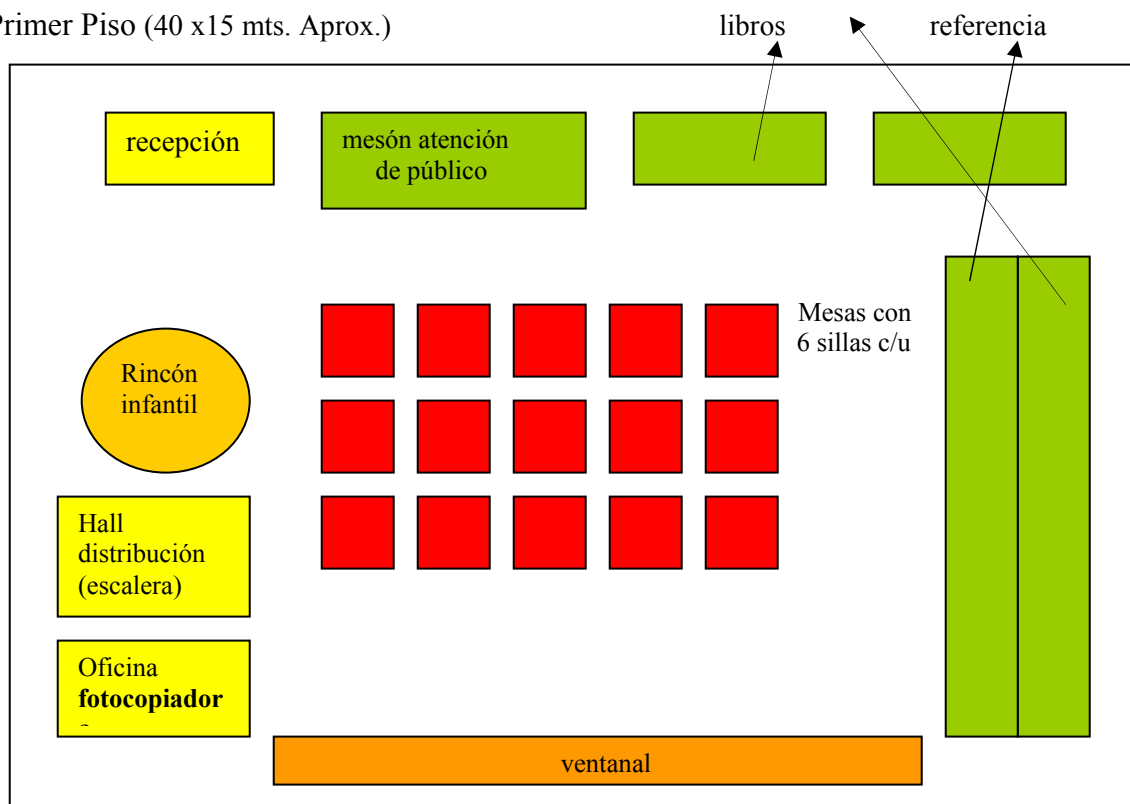 Primer Piso (40 x15 mts. Aprox.)
libros
referencia
recepción
mesón atención
de público
Mesas con
6 sillas c/u
Rincón
infantil
Hall
distribución
(escalera)
Oficina
fotocopiador
ventanal